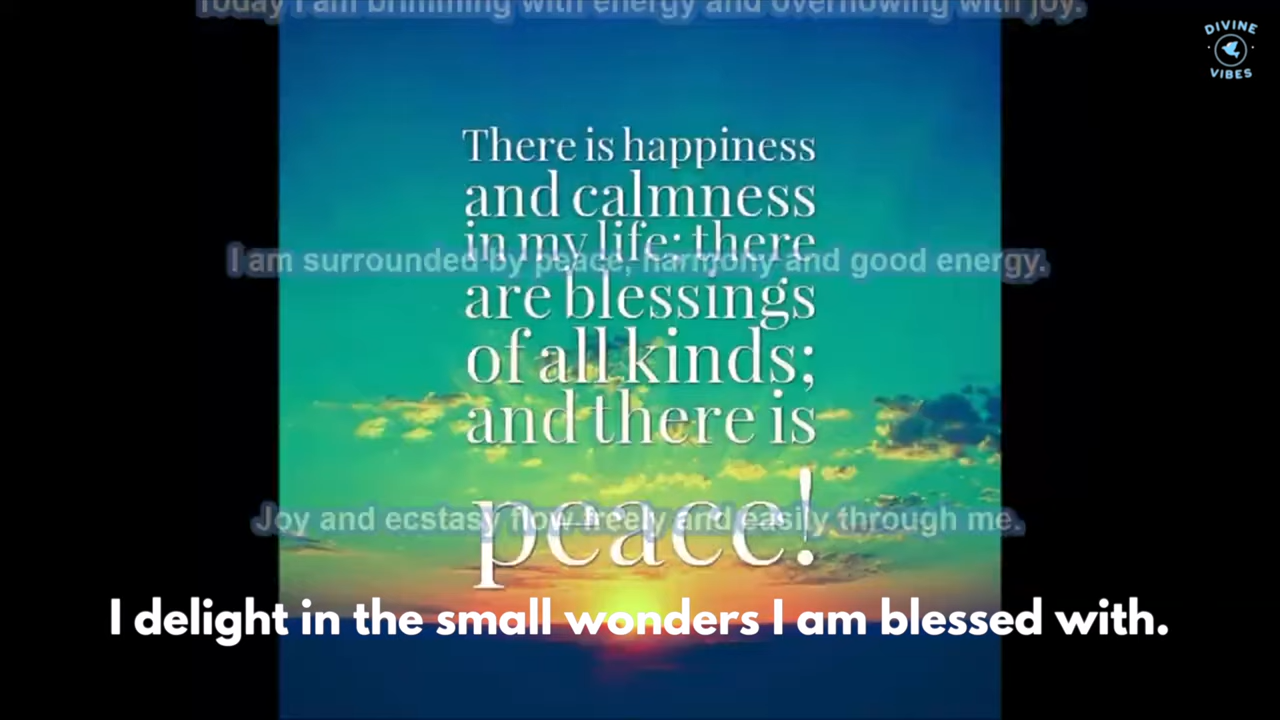 Today I am brimming with energy and overflowing with joy.
DIVINE
VIBES
There is happiness
and calmness
in my life; there
I am surrounded by peace, harmony and good energy.
are blessings
of all kinds;
and there is
peace!
Joy and ecstasy flow freely and easily through me.
I delight in the small wonders I am blessed with.